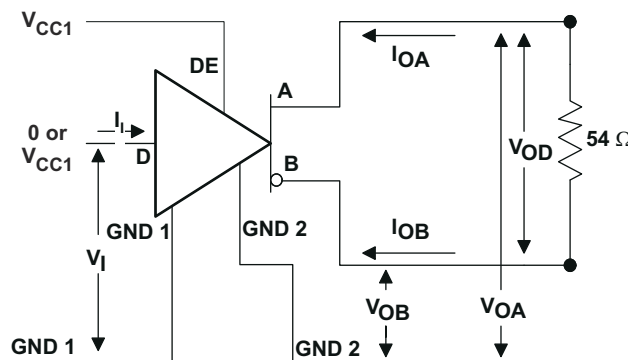 VCC1
DE
IOA
A
0 or
VCC1
II
D
B
VOD
54 Ω
GND 1
GND 2
IOB
VI
VOB
VOA
GND 1
GND 2